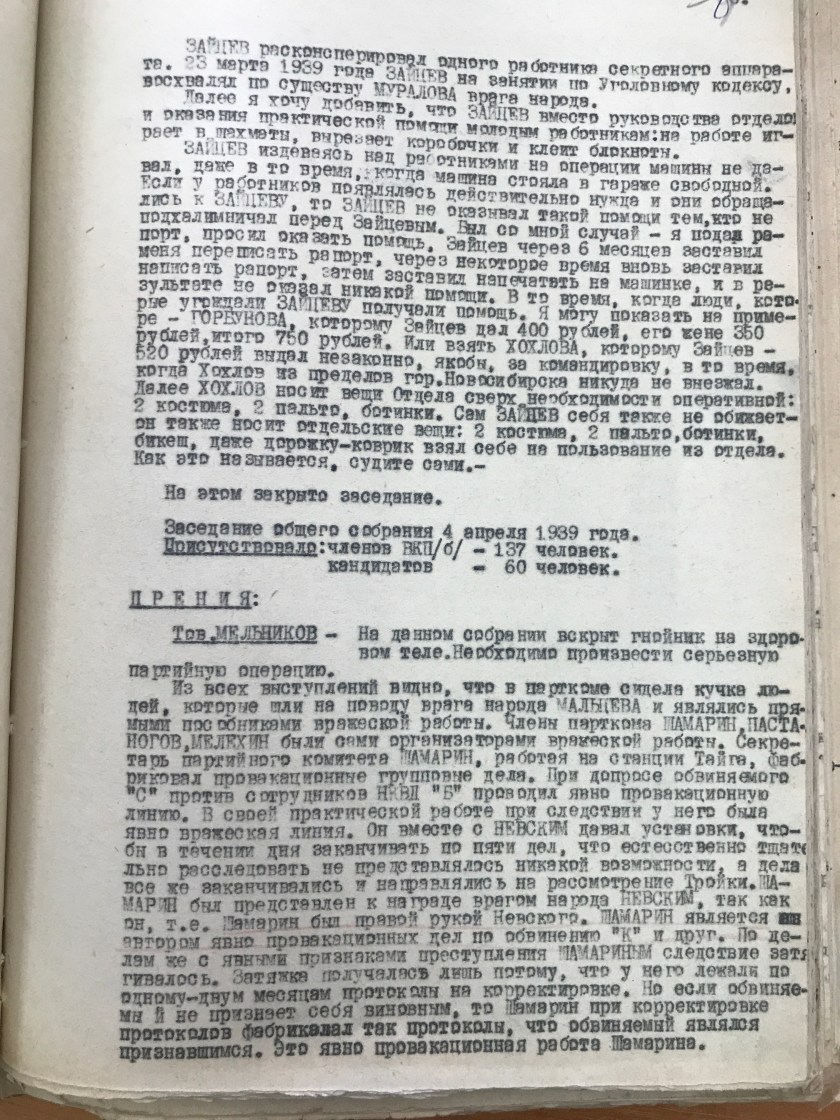 ЗАЙЦЕВ расконсперировал одного работника секретного аппара-
та. 23 марта 1939 года ЗАЙЦЕВ на занятии по Уголовному кодексу,
восхвалял по существу МУРАЛОВА врага народа.
Далее я хочу добавить, что ЗАЙЦЕВ вместо руководства отделом
и оказания практической помощи молодым работникам:на работе иг-
рает в шахматы, вырезает коробочки и клеит блокноты.
ЗАЙЦЕВ издеваясь над работниками на операции машины не да-
вал, даже в то время, когда машина стояла в гараже свободной.
Если у работников появлялась действительно нужда и они обраща-
лись к ЗАЙЦЕВУ, то ЗАЙЦЕВ не оказывал такой помощи тем,кто не
подхалимничал перед Зайцевым. Был со мной случай - я подал ра-
порт, просил оказать помощь. Зайцев через 6 месяцев заставил
меня переписать рапорт, через некоторое время вновь заставил
написать рапорт, затем заставил напечатать на машинке, и в ре-
зультате не оказал никакой помощи. В то время, когда люди, кото-
рые угождали ЗАЙЦЕВУ получали помощь. Я могу показать на приме-
ре - ГОРБУНОВА, которому Зайцев дал 400 рублей, его жене 350
рублей,итого 750 рублей. Или взять ХОХЛОВА, которому Зайцев -
520 рублей выдал незаконно, якобы, за командировку, в то время,
когда Хохлов из пределов гор.Новосибирска никуда не выезжал.
Далее ХОХЛОВ носит вещи Отдела сверх необходимости оперативной:
2 костюма, 2 пальто, ботинки. Сам ЗАЙЦЕВ себя также не обижает-
он также носит отдельские вещи: 2 костюма, 2 пальто,ботинки,
бикеш, даже дорожку-коврик взял себе на пользование из отдела.
Как это называется, судите сами.-
На этом закрыто заседание.
Заседание общего собрания 4 апреля 1939 года.
Присутствовало:членов ВКП/б/ - 137 человек.
кандидатов - 60 человек.
ПРЕНИЯ:
Тов.МЕЛЬНИКОВ - На данном собрании вскрыт гнойник на здоро-
вом теле.Необходимо произвести серьезную
партийную операцию.
Из всех выступлений видно, что в парткоме сидела кучка лю-
дей, которые шли на поводу врага народа МАЛЬЦЕВА и являлись пря-
мыми пособниками вражеской работы. Члены парткома ШАМАРИН,ПАСТА-
НОГОВ,МЕЛЕХИН были сами организаторами вражеской работы. Секре-
тарь партийного комитета ШАМАРИН, работая на станции Тайга, фаб-
риковал провакационные групповые дела. При допросе обвиняемого
"С" против сотрудников НКВД "Б" проводил явно провакационную
линию. В своей практической работе при следствии у него была
явно вражеская линия. Он вместе с НЕВСКИМ давал установки, что-
бы в течении дня заканчивать по пяти дел, что естесственно тщате
льно расследовать не представлялось никакой возможности, а дела
все же заканчивались и направлялись на рассмотрение Тройки.ША-
МАРИН был представлен к награде врагом народа НЕВСКИМ, так как
он, т.е. Шамарин был правой рукой Невского. ШАМАРИН является
автором явно провакационных дел по обвинению "К" и друг. По де-
лам же с явными признаками преступления ШАМАРИНЫМ следствие затя
гивалось. Затяжка получалась лишь потому, что у него лежали по
одному-двум месяцам протоколы на корректировке. Но если обвиняе-
мый не признает себя виновным, то Шамарин при корректировке
протоколов фабрикалал так протоколы, что обвиняемый являлся
признавшимся. Это явно провакационная работа Шамарина.